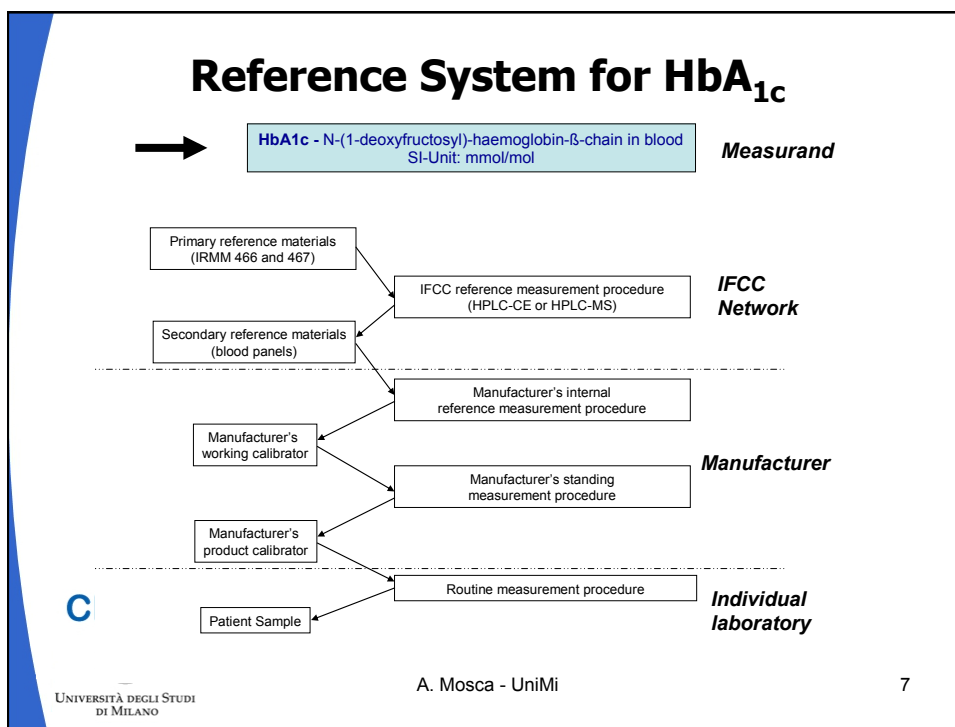 Reference System for HbA1c
HbA1c - N-(1-deoxyfructosyl)-haemoglobin-ß-chain in blood
SI-Unit: mmol/mol
Measurand
Primary reference materials
(IRMM 466 and 467)
IFCC reference measurement procedure
(HPLC-CE or HPLC-MS)
IFCC
Network
Secondary reference materials
(blood panels)
Manufacturer's internal
reference measurement procedure
Manufacturer's
working calibrator
Manufacturer
Manufacturer's standing
measurement procedure
Manufacturer's
product calibrator
Routine measurement procedure
Individual
laboratory
C
Patient Sample
UNIVERSITÀ DEGLI STUDI
DI MILANO
A. Mosca - UniMi
7